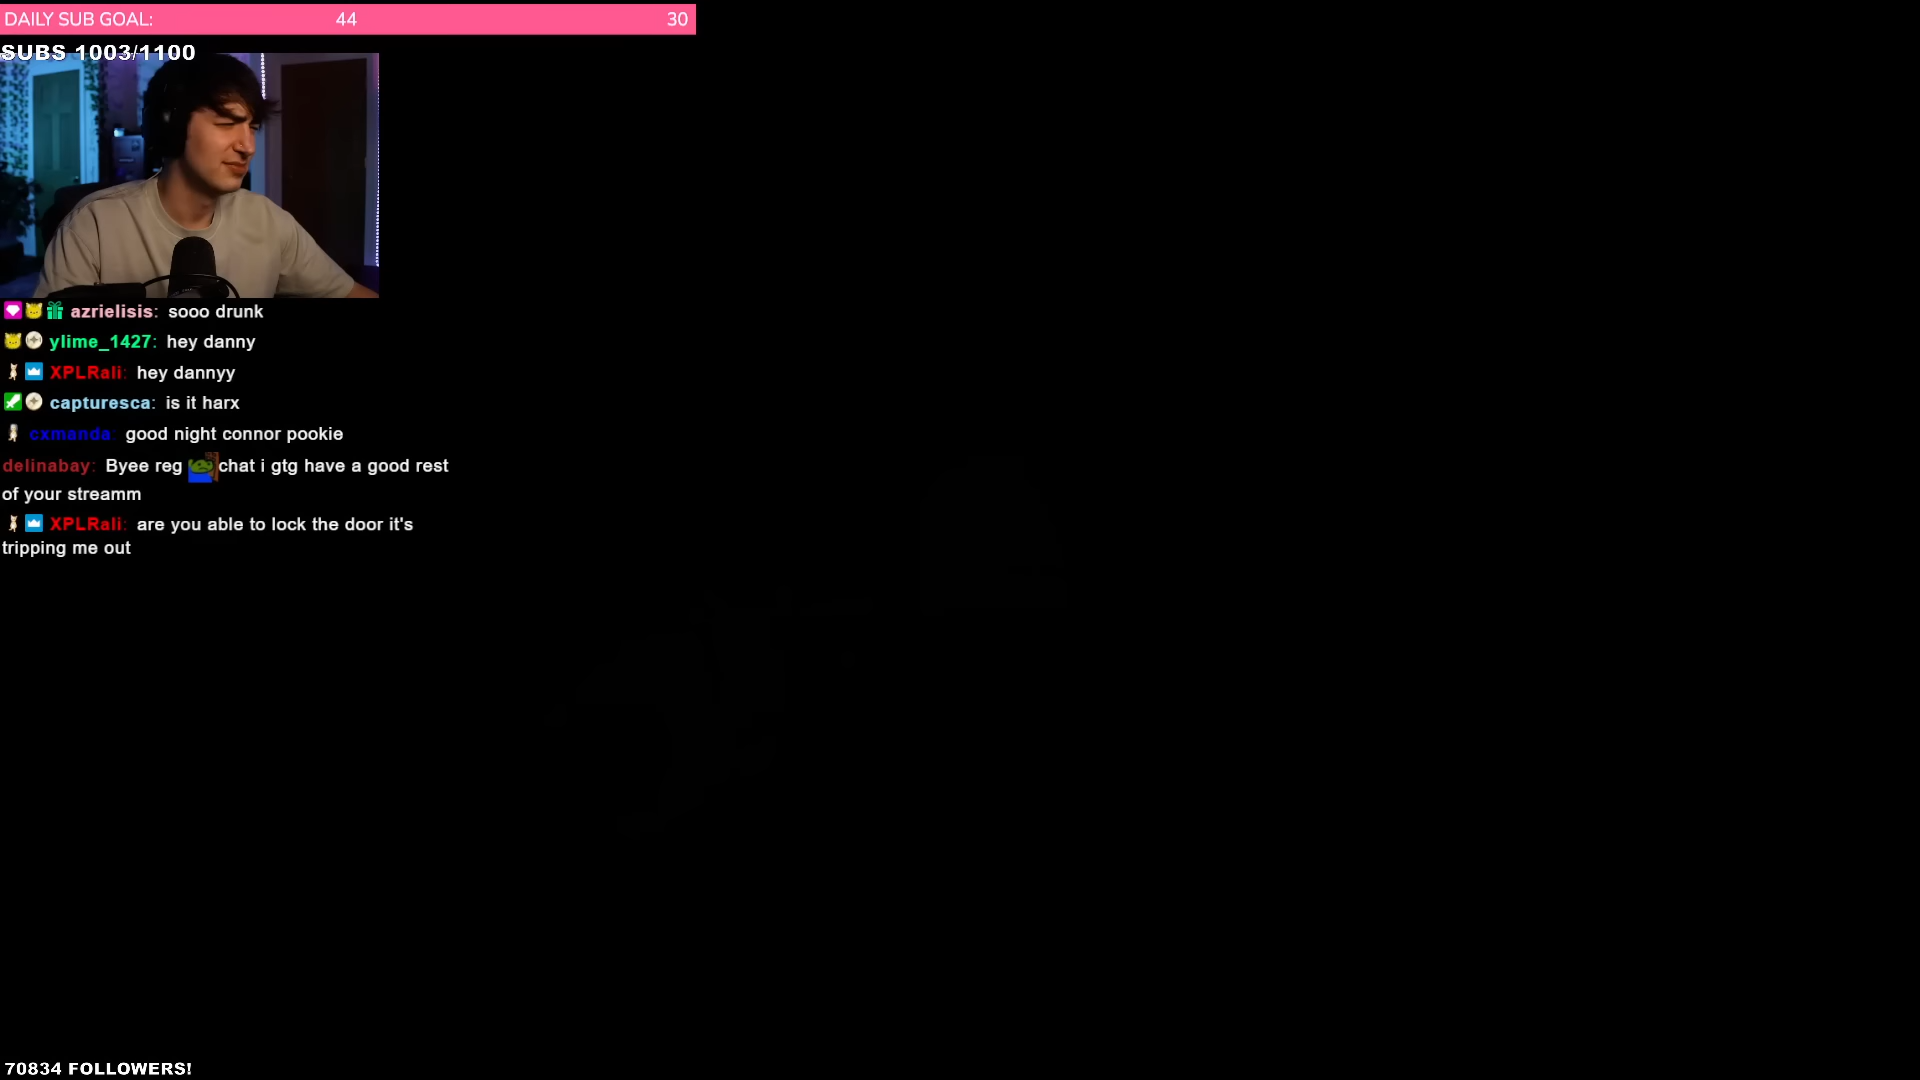 DAILY SUB GOAL: 44 30
SUBS 1003/1100
azrielisis: sooo drunk
ylime_1427: hey danny
XPLRali: hey dannyy
capturesca: is it harx
cxmanda: good night connor pookie
delinabay: Byee reg chat i gtg have a good rest
of your streamm
XPLRali: are you able to lock the door it's
tripping me out
70834 FOLLOWERS!